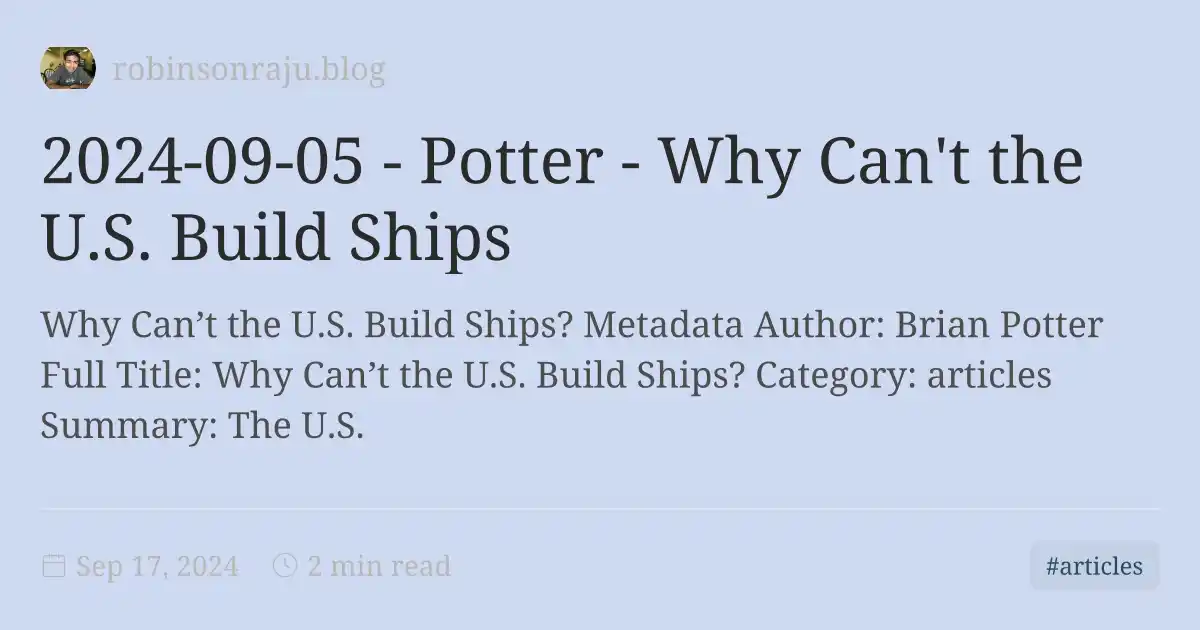 robinsonraju.blog
2024-09-05 - Potter - Why Can't the
U.S. Build Ships
Why Can’t the U.S. Build Ships? Metadata Author: Brian Potter
Full Title: Why Can’t the U.S. Build Ships? Category: articles
Summary: The U.S.
Sep 17, 2024
2 min read
#articles